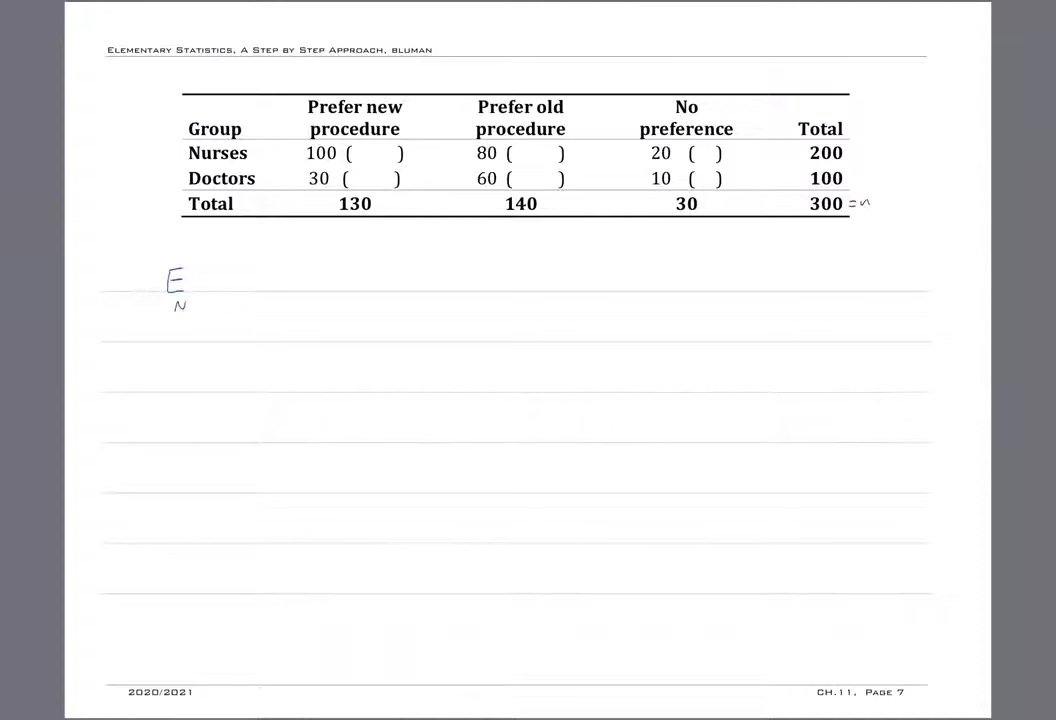 ELEMENTARY STATISTICS, A STEP BY STEP APPROACH, BLUMAN
Group Prefer new procedure Prefer old procedure No preference Total
Nurses 100 ( ) 80 ( ) 20 ( ) 200
Doctors 30 ( ) 60 ( ) 10 ( ) 100
Total 130 140 30 300 = n
E
N
2020/2021 CH.11, PAGE 7